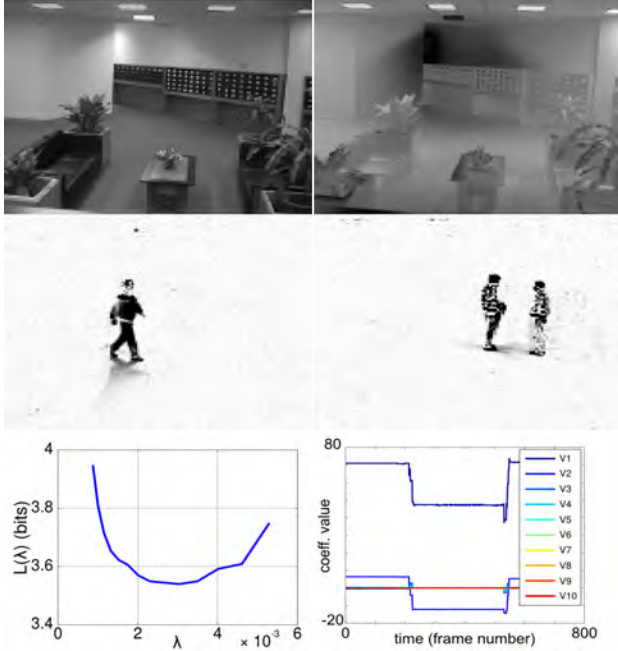 4
3.8
3.6
3.4
L(λ) (bits)
0
2
4
6
λ
× 10⁻³
80
-20
coeff. value
0
400
800
time (frame number)
V1
V2
V3
V4
V5
V6
V7
V8
V9
V10